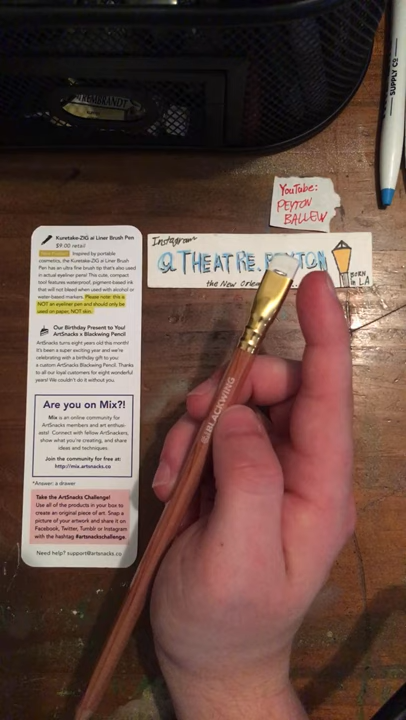 REMBRANDT
SUPPLY CO
YouTube:
PEYTON
BALLEW
Instagram
@THEATRE.PEYTON
BORN
in LA
the New Orle
BLACKWING
Kuretake-ZIG ai Liner Brush Pen
$9.00 retail
Inspired by portable
cosmetics, the Kuretake-ZIG ai Liner Brush
Pen has an ultra fine brush tip that's also used
in actual eyeliner pens! This cute, compact
tool features waterproof, pigment-based ink
that will not bleed when used with alcohol or
water-based markers. Please note: this is
NOT an eyeliner pen and should only be
used on paper, NOT skin.
Our Birthday Present to You!
ArtSnacks x Blackwing Pencil
ArtSnacks turns eight years old this month!
It's been a super exciting year and we're
celebrating with a birthday gift to you:
a custom ArtSnacks Blackwing Pencil. Thanks
to all our loyal customers for eight wonderful
years! We couldn't do it without you.
Are you on Mix?!
Mix is an online community for
ArtSnacks members and art enthus-
iasts! Connect with fellow ArtSnackers,
show what you're creating, and share
ideas and techniques.
Join the community for free at:
http://mix.artsnacks.co
*Answer: a drawer
Take the ArtSnacks Challenge!
Use all of the products in your box to
create an original piece of art. Snap a
picture of your artwork and share it on
Facebook, Twitter, Tumblr or Instagram
with the hashtag #artsnackschallenge
Need help? support@artsnacks.co